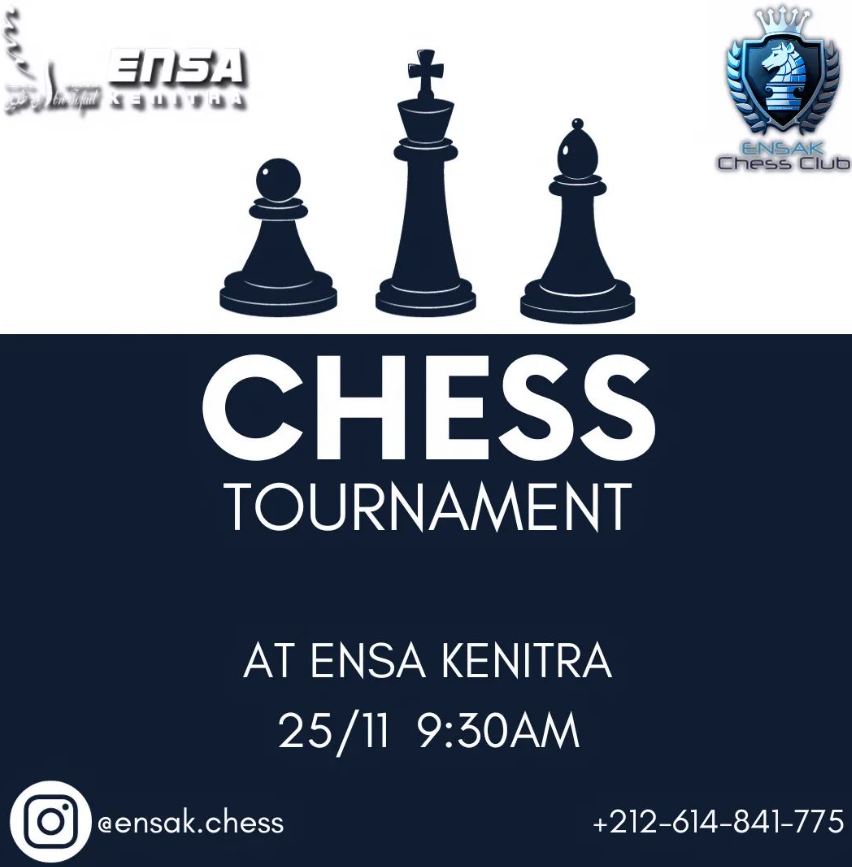 ENSA
KENITRA
ENSAK
Chess Club
CHESS
TOURNAMENT
AT ENSA KENITRA
25/11 9:30AM
@ensak.chess
+212-614-841-775